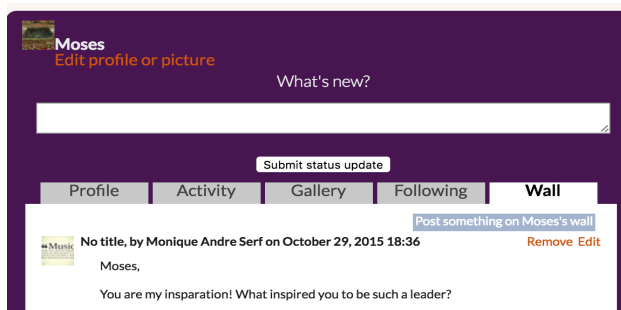 Moses
Edit profile or picture
What's new?
Submit status update
Profile Activity Gallery Following Wall
Post something on Moses's wall
❝Music
No title, by Monique Andre Serf on October 29, 2015 18:36 Remove Edit
Moses,
You are my insparation! What inspired you to be such a leader?